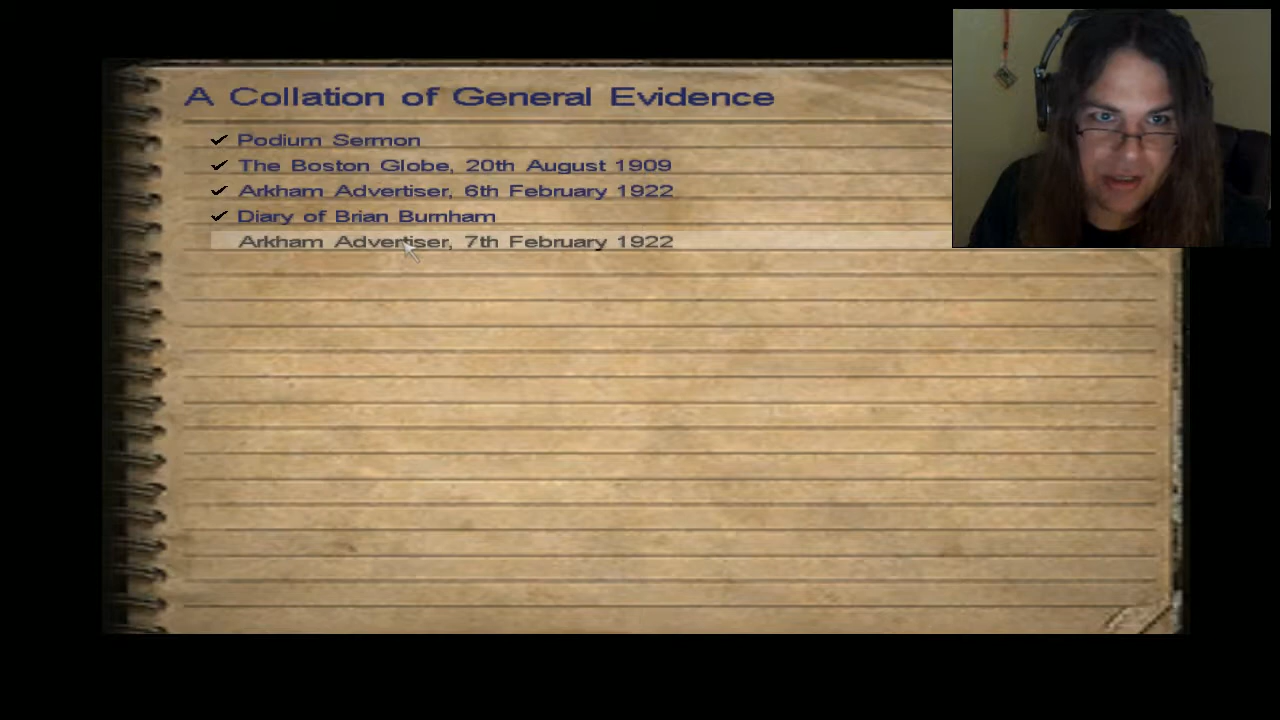 A Collation of General Evidence
Podium Sermon
The Boston Globe, 20th August 1909
Arkham Advertiser, 6th February 1922
Diary of Brian Burnham
Arkham Advertiser, 7th February 1922